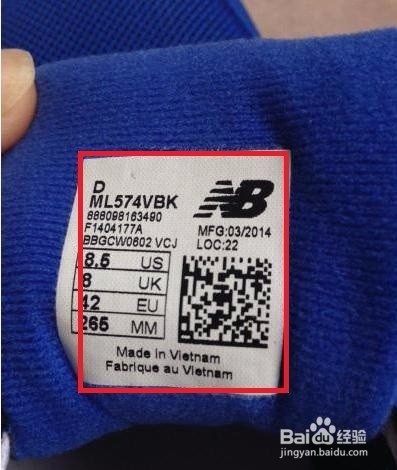 D
ML574VBK
888098163490
F1404177A
BBGCW0602 VCJ
NB
MFG:03/2014
LOC:22
8.5 US
8 UK
42 EU
265 MM
Made in Vietnam
Fabrique au Vietnam
Baidu经验
jingyan.baidu.com